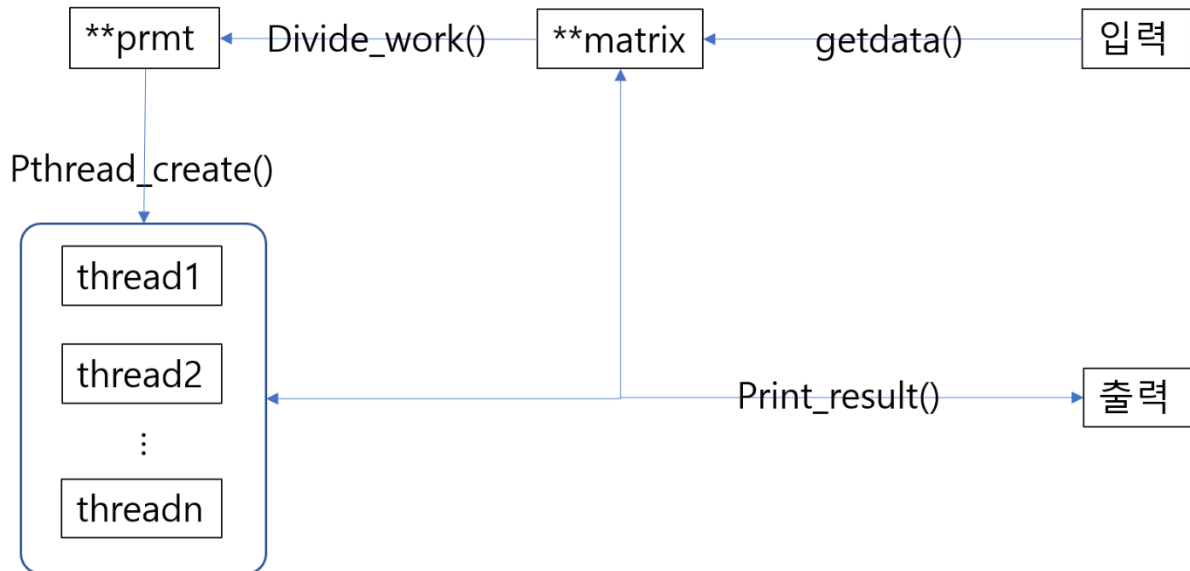 **prmt
Divide_work()
**matrix
getdata()
입력
Pthread_create()
thread1
thread2
⋮
threadn
Print_result()
출력